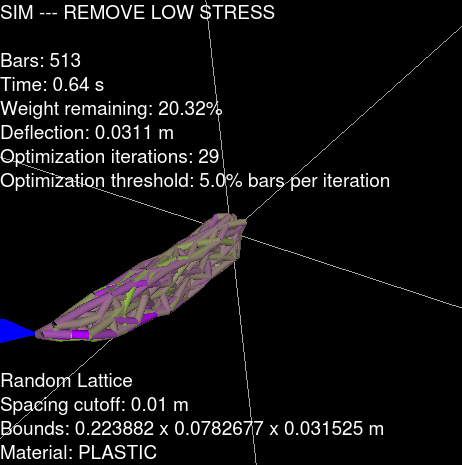 SIM --- REMOVE LOW STRESS
Bars: 513
Time: 0.64 s
Weight remaining: 20.32%
Deflection: 0.0311 m
Optimization iterations: 29
Optimization threshold: 5.0% bars per iteration
Random Lattice
Spacing cutoff: 0.01 m
Bounds: 0.223882 x 0.0782677 x 0.031525 m
Material: PLASTIC